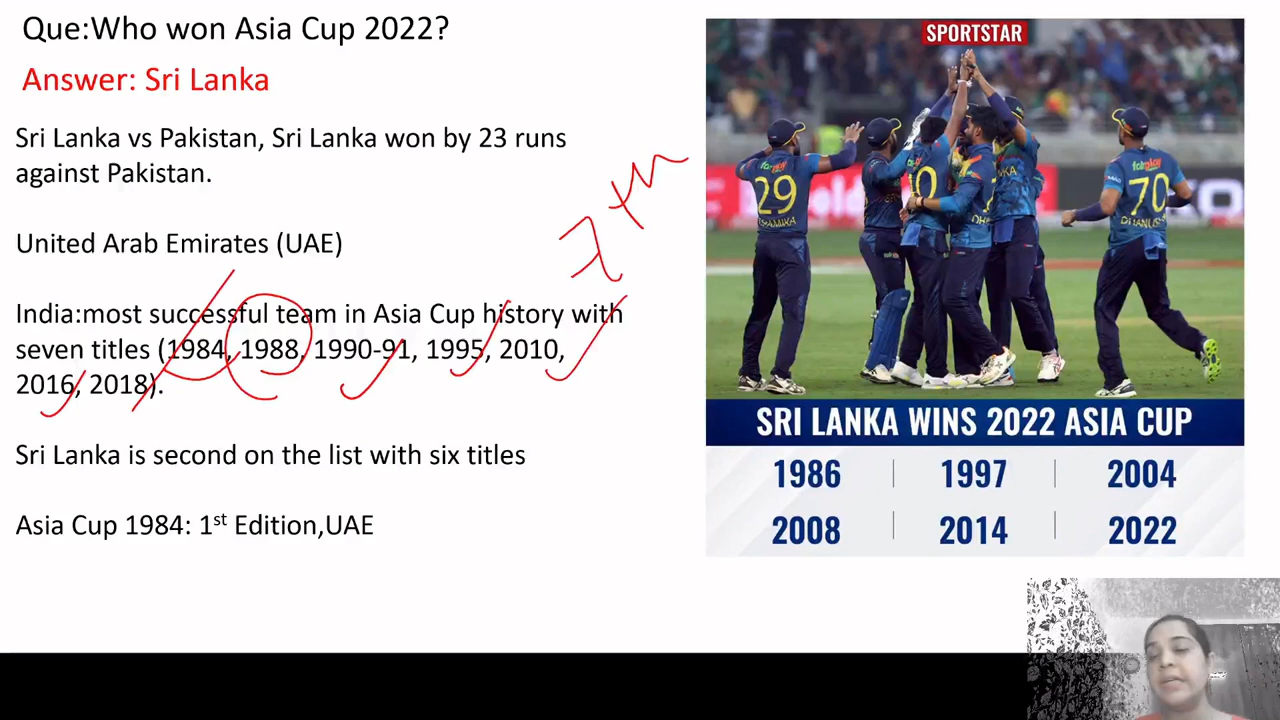 Que:Who won Asia Cup 2022?
Answer: Sri Lanka
Sri Lanka vs Pakistan, Sri Lanka won by 23 runs
against Pakistan.
United Arab Emirates (UAE)
India:most successful team in Asia Cup history with
seven titles (1984, 1988, 1990-91, 1995, 2010,
2016, 2018).
Sri Lanka is second on the list with six titles
Asia Cup 1984: 1st Edition,UAE
7 tm
SPORTSTAR
fairplay
29
10
fairplay
70
SRI LANKA WINS 2022 ASIA CUP
1986 | 1997 | 2004
2008 | 2014 | 2022